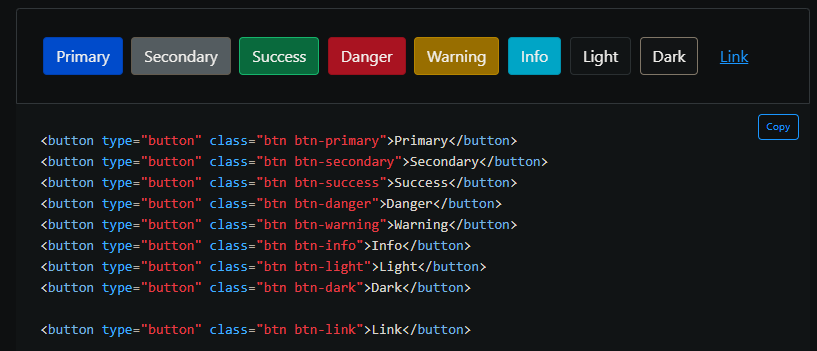 Primary Secondary Success Danger Warning Info Light Dark Link
Copy
<button type="button" class="btn btn-primary">Primary</button>
<button type="button" class="btn btn-secondary">Secondary</button>
<button type="button" class="btn btn-success">Success</button>
<button type="button" class="btn btn-danger">Danger</button>
<button type="button" class="btn btn-warning">Warning</button>
<button type="button" class="btn btn-info">Info</button>
<button type="button" class="btn btn-light">Light</button>
<button type="button" class="btn btn-dark">Dark</button>
<button type="button" class="btn btn-link">Link</button>